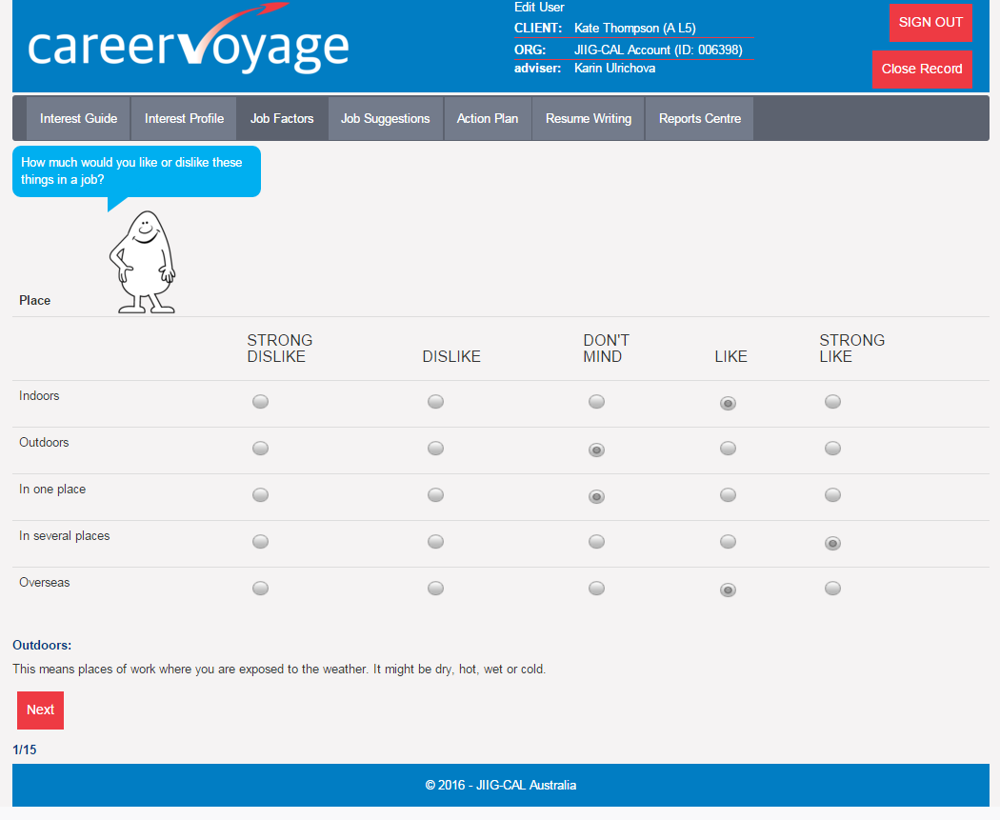 careervoyage
Edit User
CLIENT: Kate Thompson (A L5)
ORG: JIIG-CAL Account (ID: 006398)
adviser: Karin Ulrichova
SIGN OUT
Close Record
Interest Guide Interest Profile Job Factors Job Suggestions Action Plan Resume Writing Reports Centre
How much would you like or dislike these
things in a job?
Place
STRONG DISLIKE DISLIKE DON'T MIND LIKE STRONG LIKE
Indoors
Outdoors
In one place
In several places
Overseas
Outdoors:
This means places of work where you are exposed to the weather. It might be dry, hot, wet or cold.
Next
1/15
© 2016 - JIIG-CAL Australia